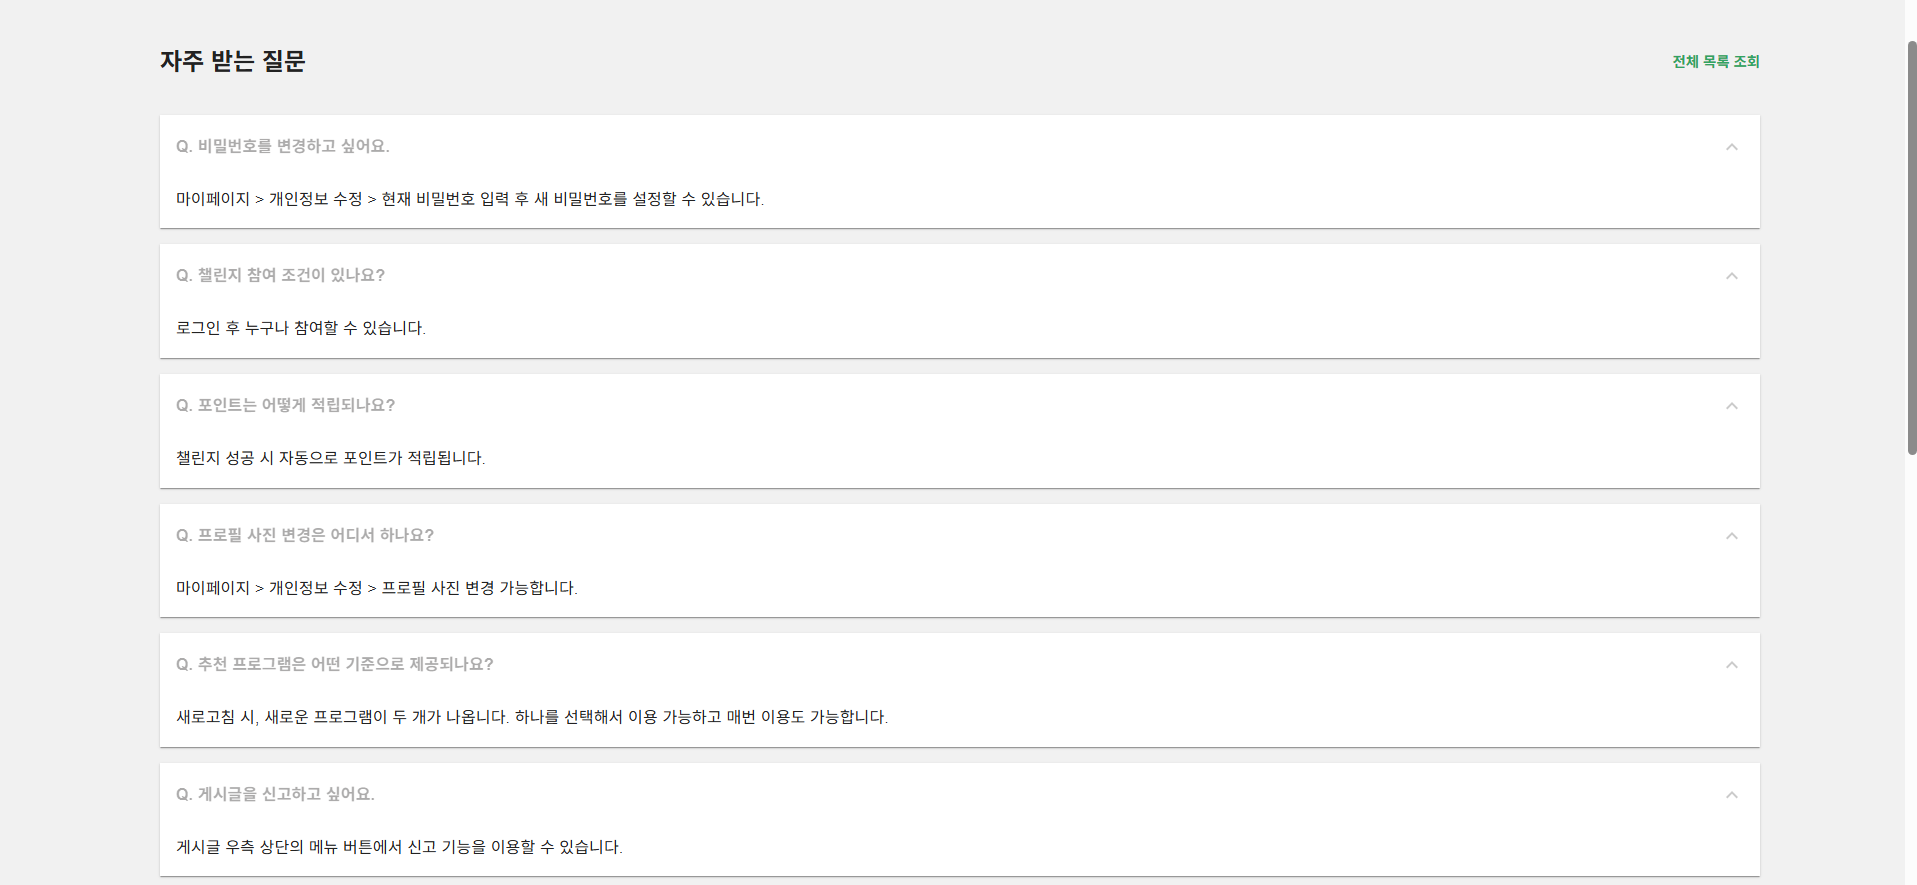 자주 받는 질문
전체 목록 조회
Q. 비밀번호를 변경하고 싶어요.
마이페이지 > 개인정보 수정 > 현재 비밀번호 입력 후 새 비밀번호를 설정할 수 있습니다.
Q. 챌린지 참여 조건이 있나요?
로그인 후 누구나 참여할 수 있습니다.
Q. 포인트는 어떻게 적립되나요?
챌린지 성공 시 자동으로 포인트가 적립됩니다.
Q. 프로필 사진 변경은 어디서 하나요?
마이페이지 > 개인정보 수정 > 프로필 사진 변경 가능합니다.
Q. 추천 프로그램은 어떤 기준으로 제공되나요?
새로고침 시, 새로운 프로그램이 두 개가 나옵니다. 하나를 선택해서 이용 가능하고 매번 이용도 가능합니다.
Q. 게시글을 신고하고 싶어요.
게시글 우측 상단의 메뉴 버튼에서 신고 기능을 이용할 수 있습니다.